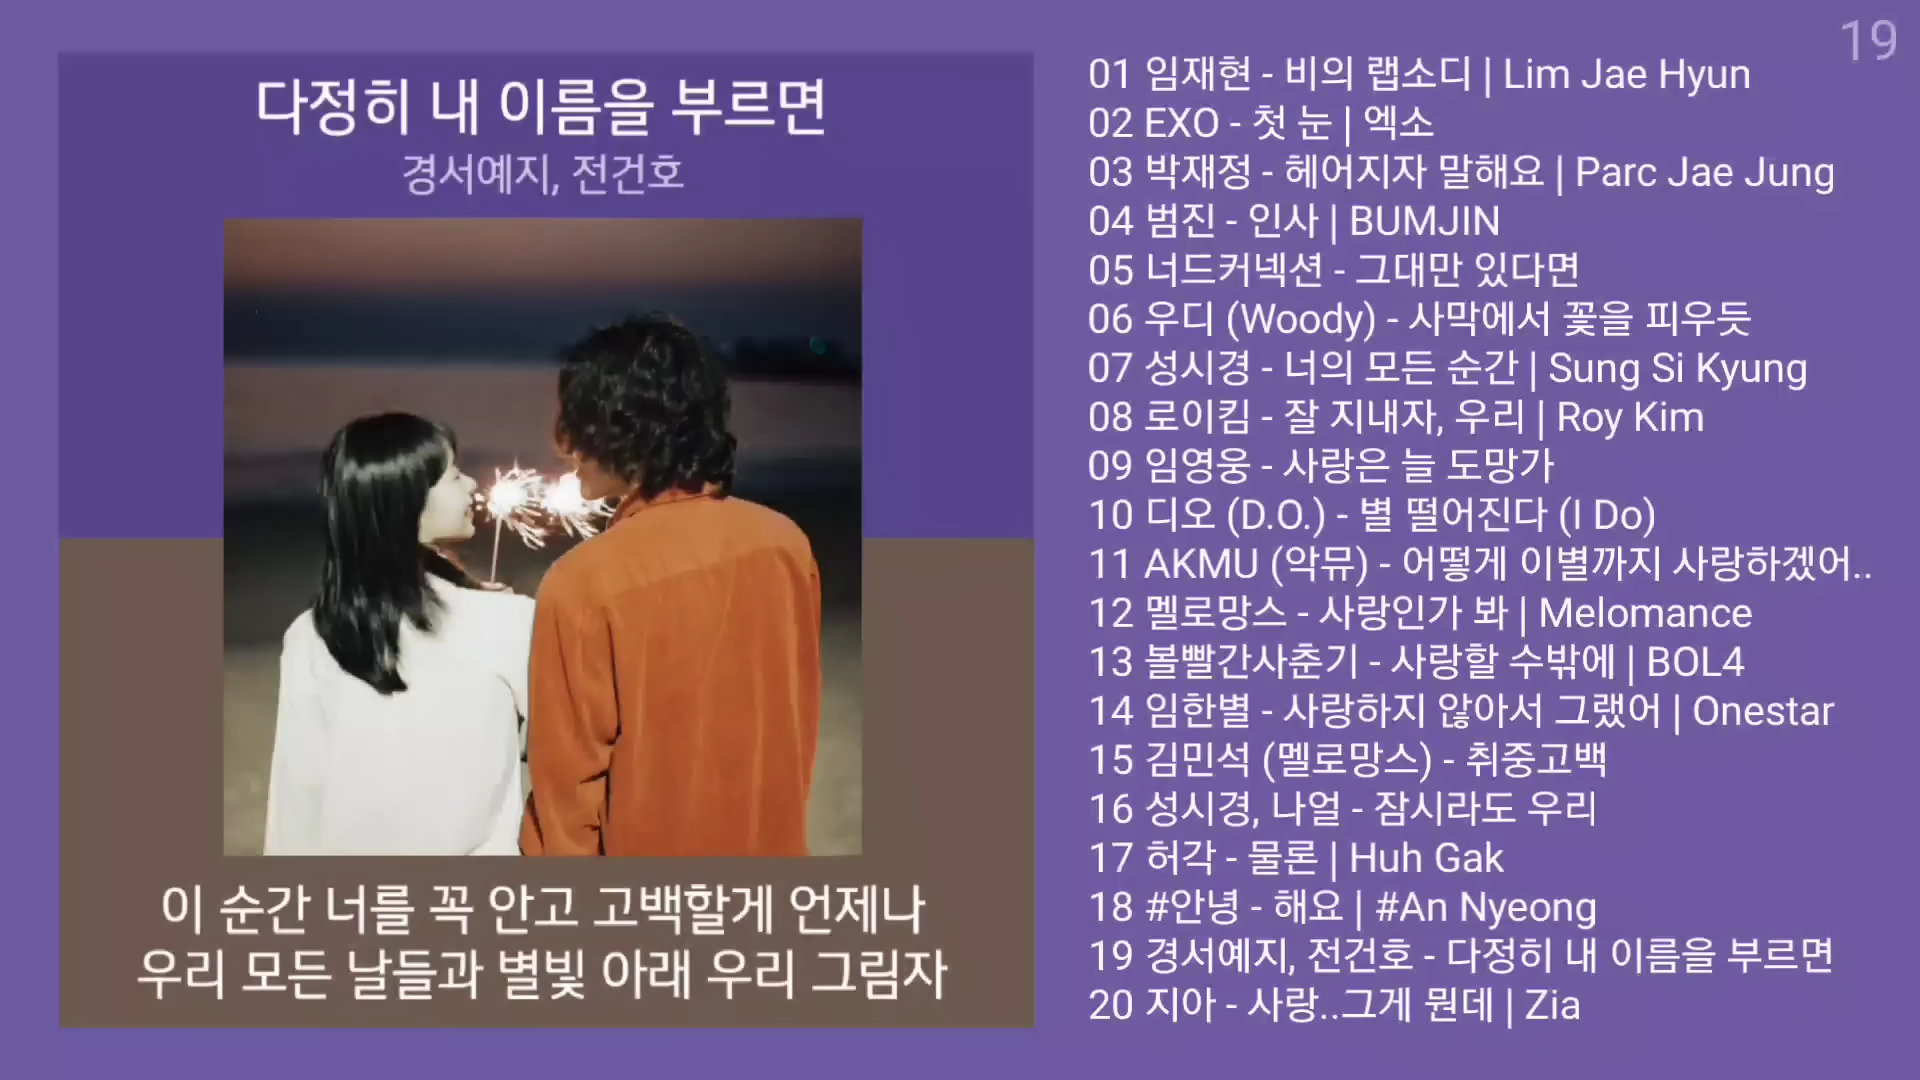 19
다정히 내 이름을 부르면
경서예지, 전건호
이 순간 너를 꼭 안고 고백할게 언제나
우리 모든 날들과 별빛 아래 우리 그림자
01 임재현 - 비의 랩소디 | Lim Jae Hyun
02 EXO - 첫 눈 | 엑소
03 박재정 - 헤어지자 말해요 | Parc Jae Jung
04 범진 - 인사 | BUMJIN
05 너드커넥션 - 그대만 있다면
06 우디 (Woody) - 사막에서 꽃을 피우듯
07 성시경 - 너의 모든 순간 | Sung Si Kyung
08 로이킴 - 잘 지내자, 우리 | Roy Kim
09 임영웅 - 사랑은 늘 도망가
10 디오 (D.O.) - 별 떨어진다 (I Do)
11 AKMU (악뮤) - 어떻게 이별까지 사랑하겠어..
12 멜로망스 - 사랑인가 봐 | Melomance
13 볼빨간사춘기 - 사랑할 수밖에 | BOL4
14 임한별 - 사랑하지 않아서 그랬어 | Onestar
15 김민석 (멜로망스) - 취중고백
16 성시경, 나얼 - 잠시라도 우리
17 허각 - 물론 | Huh Gak
18 #안녕 - 해요 | #An Nyeong
19 경서예지, 전건호 - 다정히 내 이름을 부르면
20 지아 - 사랑..그게 뭔데 | Zia